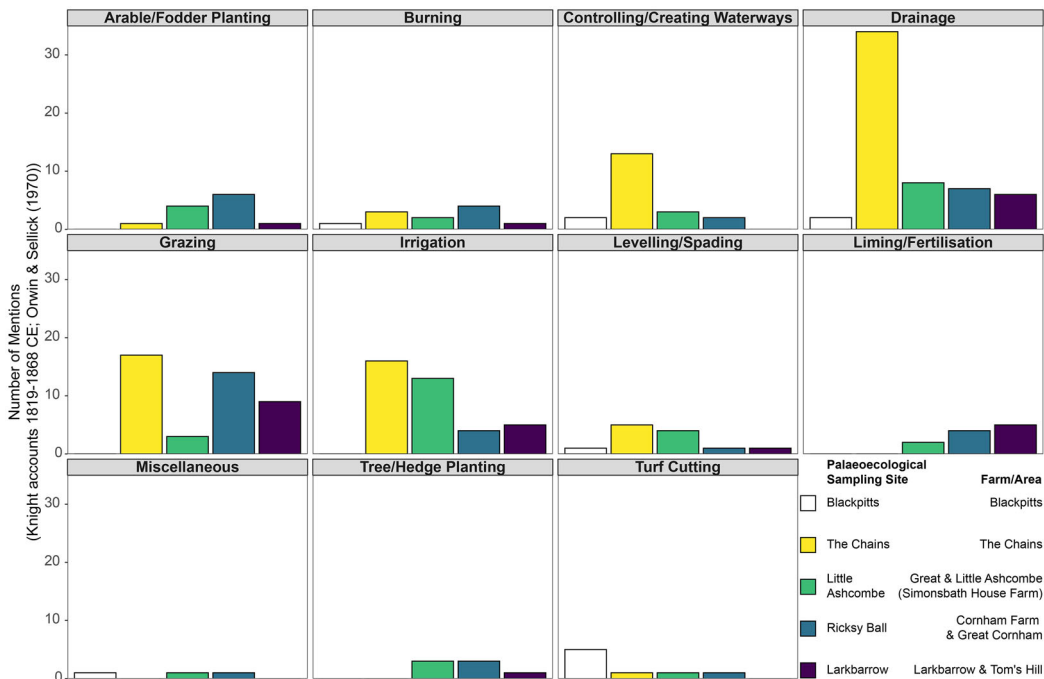 Arable/Fodder Planting
Burning
Controlling/Creating Waterways
Drainage
30
20
10
0
Grazing
Irrigation
Levelling/Spading
Liming/Fertilisation
30
20
10
0
Miscellaneous
Tree/Hedge Planting
Turf Cutting
30
20
10
0
Number of Mentions
(Knight accounts 1819-1868 CE; Orwin & Sellick (1970))
Palaeoecological
Sampling Site
Farm/Area
Blackpitts
Blackpitts
The Chains
The Chains
Little
Ashcombe
Great & Little Ashcombe
(Simonsbath House Farm)
Ricksy Ball
Cornham Farm
& Great Cornham
Larkbarrow
Larkbarrow & Tom's Hill